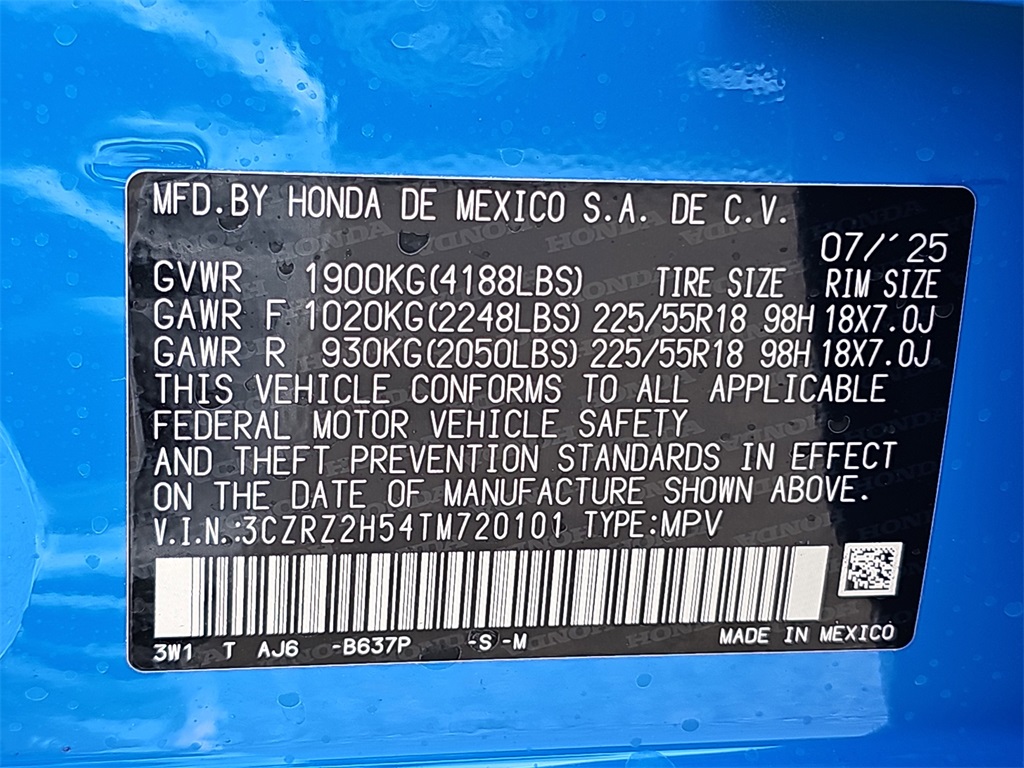 MFD.BY HONDA DE MEXICO S.A. DE C.V.
07/'25
GVWR 1900KG(4188LBS) TIRE SIZE RIM SIZE
GAWR F 1020KG(2248LBS) 225/55R18 98H 18X7.0J
GAWR R 930KG(2050LBS) 225/55R18 98H 18X7.0J
THIS VEHICLE CONFORMS TO ALL APPLICABLE
FEDERAL MOTOR VEHICLE SAFETY
AND THEFT PREVENTION STANDARDS IN EFFECT
ON THE DATE OF MANUFACTURE SHOWN ABOVE.
V.I.N.:3CZRZ2H54TM720101 TYPE:MPV
3W1 T AJ6 -B637P -S -M MADE IN MEXICO